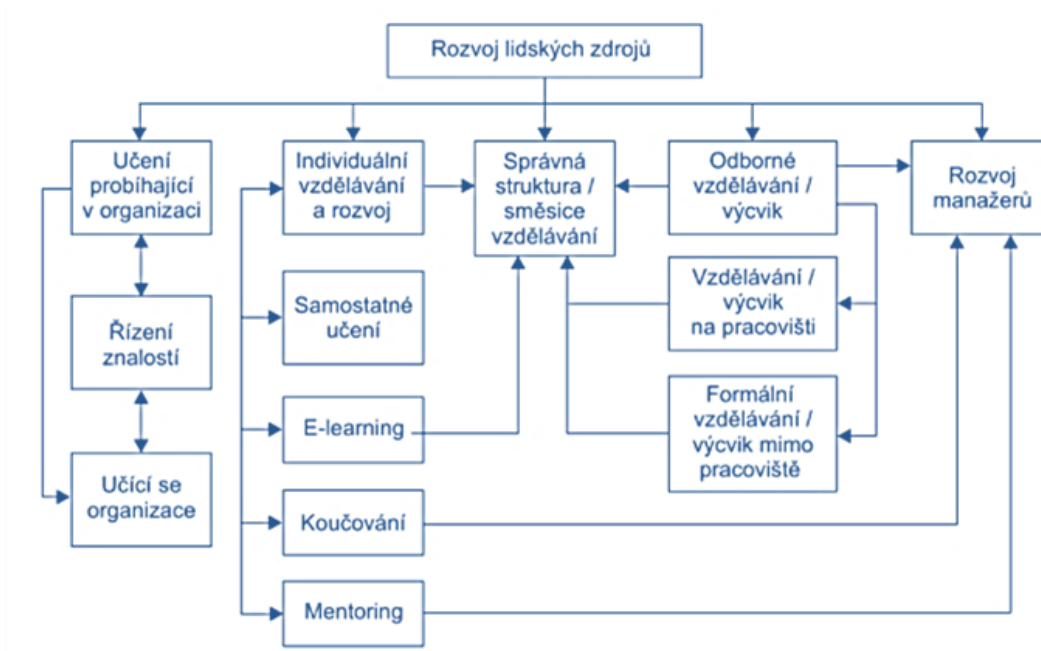 Rozvoj lidských zdrojů
Učení
probíhající
v organizaci
Individuální
vzdělávání
a rozvoj
Správná
struktura /
směsice
vzdělávání
Odborné
vzdělávání /
výcvik
Rozvoj
manažerů
Řízení
znalostí
Samostatné
učení
Vzdělávání /
výcvik
na pracovišti
E-learning
Formální
vzdělávání /
výcvik mimo
pracoviště
Učící se
organizace
Koučování
Mentoring